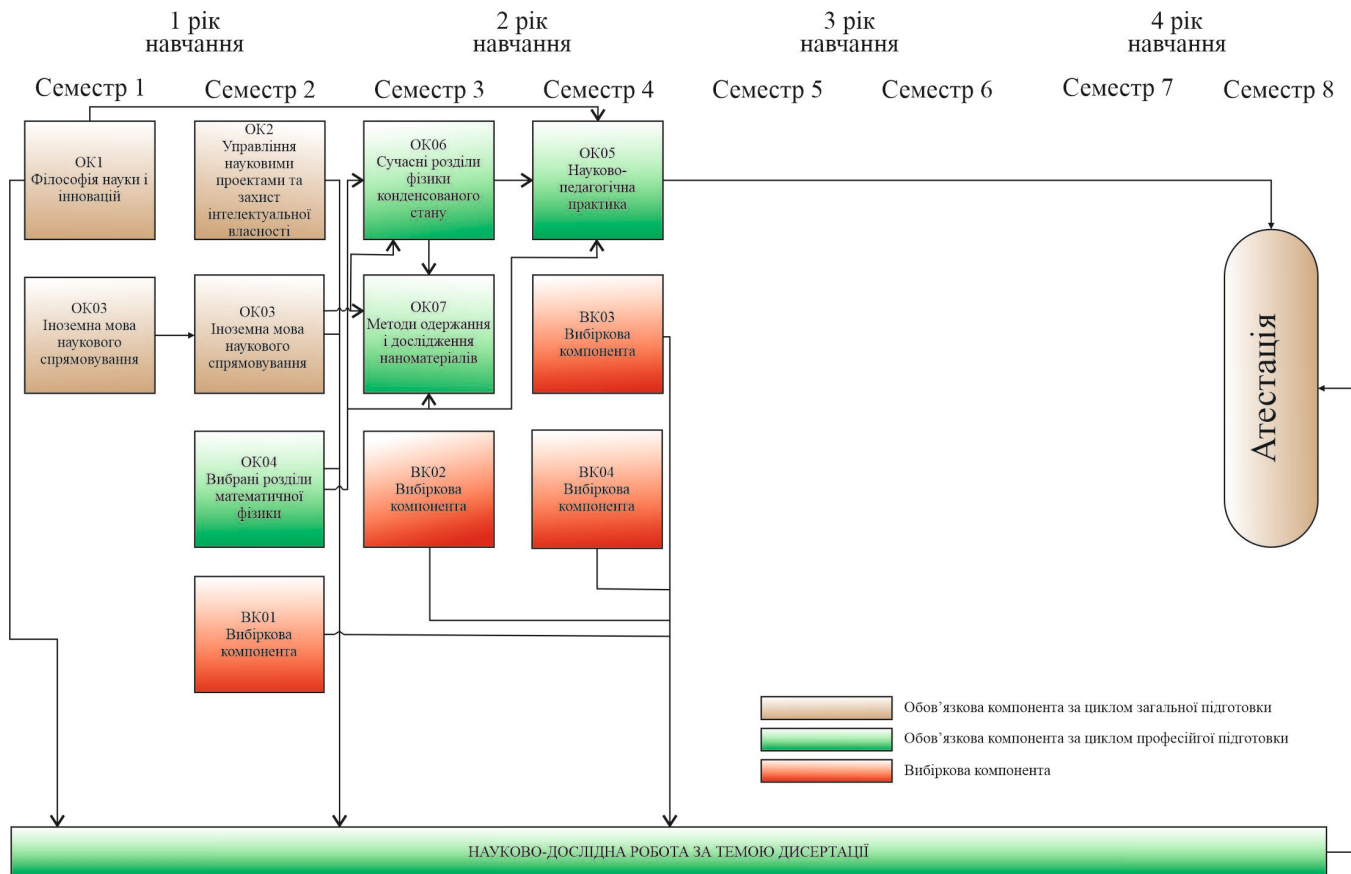 1 рік
навчання
2 рік
навчання
3 рік
навчання
4 рік
навчання
Семестр 1
Семестр 2
Семестр 3
Семестр 4
Семестр 5
Семестр 6
Семестр 7
Семестр 8
ОК1
Філософія науки і
інновацій
ОК2
Управління
науковими
проектами та
захист
інтелектуальної
власності
ОК06
Сучасні розділи
фізики
конденсованого
стану
ОК05
Науково-
педагогічна
практика
ОК03
Іноземна мова
наукового
спрямовування
ОК03
Іноземна мова
наукового
спрямовування
ОК07
Методи одержання
і дослідження
наноматеріалів
ВК03
Вибіркова
компонента
Атестація
ОК04
Вибрані розділи
математичної
фізики
ВК02
Вибіркова
компонента
ВК04
Вибіркова
компонента
ВК01
Вибіркова
компонента
Обов’язкова компонента за циклом загальної підготовки
Обов’язкова компонента за циклом професійгої підготовки
Вибіркова компонента
НАУКОВО-ДОСЛІДНА РОБОТА ЗА ТЕМОЮ ДИСЕРТАЦІЇ